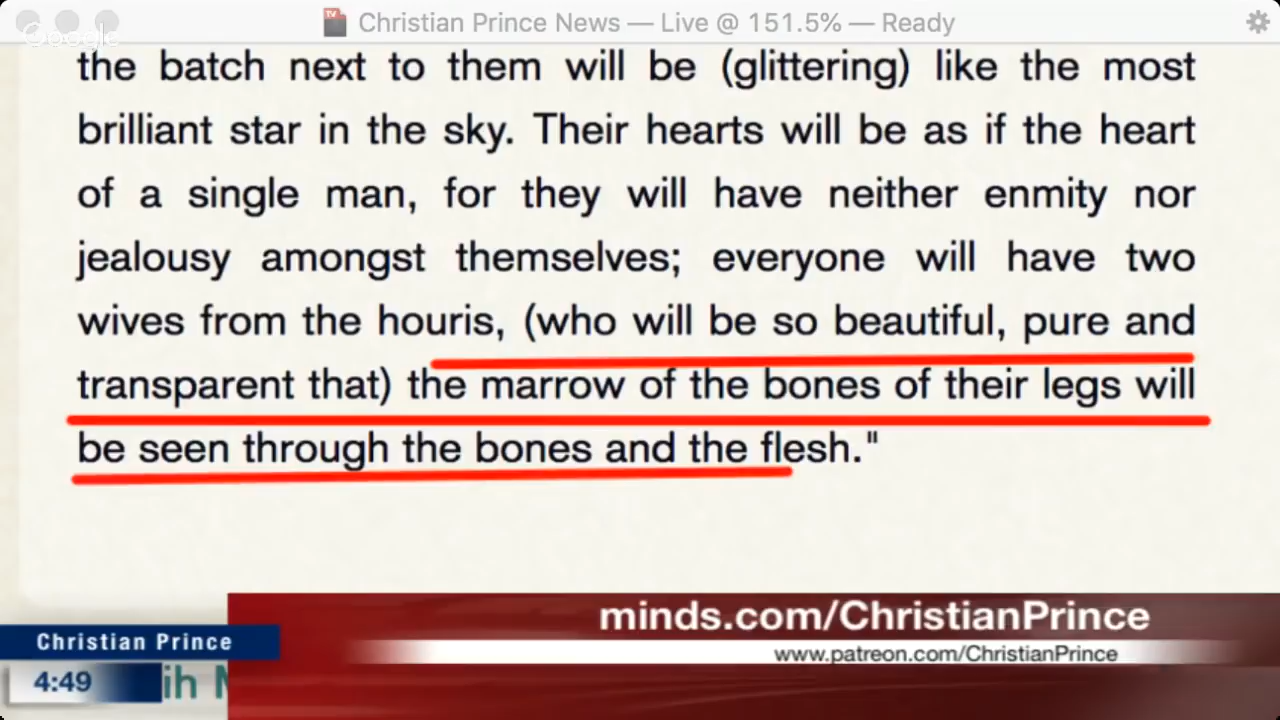 Christian Prince News — Live @ 151.5% — Ready
Google
the batch next to them will be (glittering) like the most
brilliant star in the sky. Their hearts will be as if the heart
of a single man, for they will have neither enmity nor
jealousy amongst themselves; everyone will have two
wives from the houris, (who will be so beautiful, pure and
transparent that) the marrow of the bones of their legs will
be seen through the bones and the flesh."
minds.com/ChristianPrince
Christian Prince
www.patreon.com/ChristianPrince
4:49
ih M